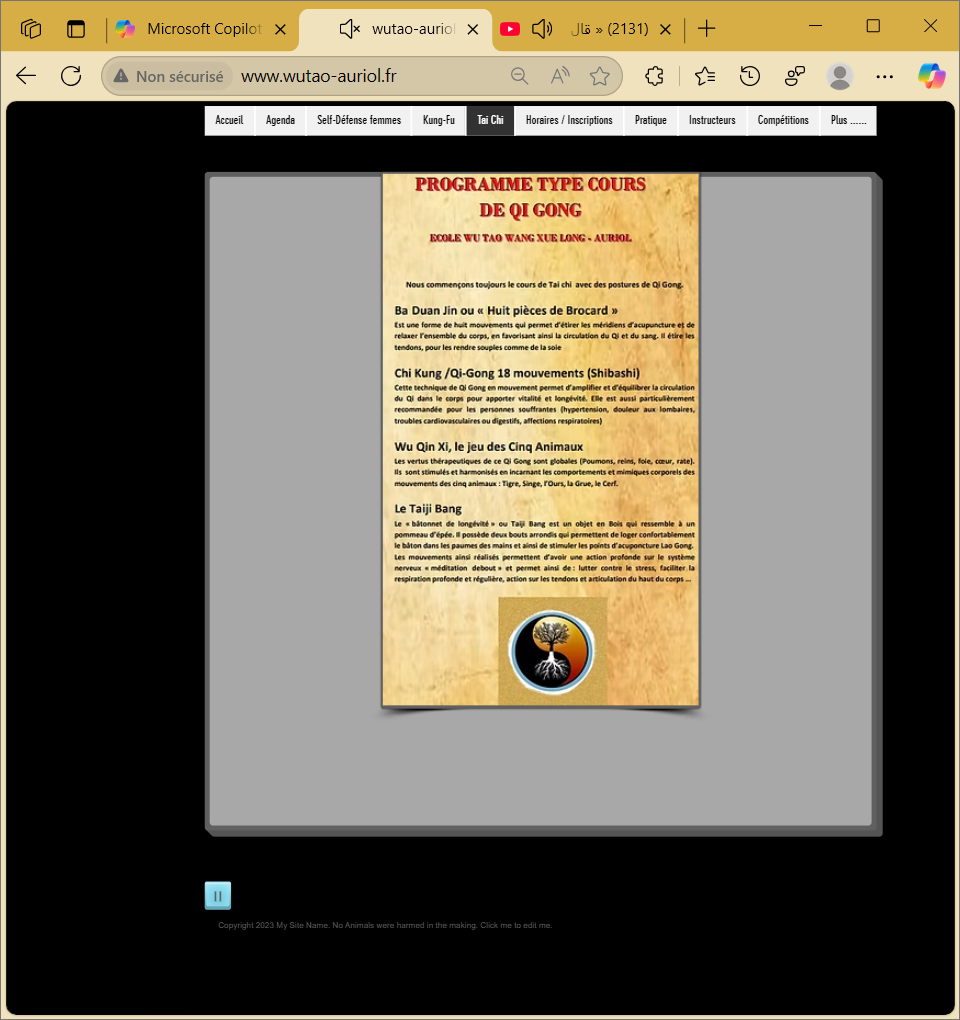 Microsoft Copilot
wutao-auriol
(2131) « قال
Non sécurisé
www.wutao-auriol.fr
Accueil
Agenda
Self-Défense femmes
Kung-Fu
Tai Chi
Horaires / Inscriptions
Pratique
Instructeurs
Compétitions
Plus ......
PROGRAMME TYPE COURS
DE QI GONG
ECOLE WU TAO WANG XUE LONG - AURIOL
Nous commençons toujours le cours de Tai chi avec des postures de Qi Gong.
Ba Duan Jin ou « Huit pièces de Brocard »
Est une forme de huit mouvements qui permet d'étirer les méridiens d'acupuncture et de
relaxer l'ensemble du corps, en favorisant ainsi la circulation du Qi et du sang. Il étire les
tendons, pour les rendre souples comme de la soie
Chi Kung /Qi-Gong 18 mouvements (Shibashi)
Cette technique de Qi Gong en mouvement permet d'amplifier et d'équilibrer la circulation
du Qi dans le corps pour apporter vitalité et longévité. Elle est aussi particulièrement
recommandée pour les personnes souffrantes (hypertension, douleur aux lombaires,
troubles cardiovasculaires ou digestifs, affections respiratoires)
Wu Qin Xi, le jeu des Cinq Animaux
Les vertus thérapeutiques de ce Qi Gong sont globales (Poumons, reins, foie, cœur, rate).
Ils sont stimulés et harmonisés en incarnant les comportements et mimiques corporels des
mouvements des cinq animaux : Tigre, Singe, l'Ours, la Grue, le Cerf.
Le Taiji Bang
Le « bâtonnet de longévité » ou Taiji Bang est un objet en Bois qui ressemble à un
pommeau d'épée. Il possède deux bouts arrondis qui permettent de loger confortablement
le bâton dans les paumes des mains et ainsi de stimuler les points d'acuponcture Lao Gong.
Les mouvements ainsi réalisés permettent d'avoir une action profonde sur le système
nerveux « méditation debout » et permet ainsi de : lutter contre le stress, faciliter la
respiration profonde et régulière, action sur les tendons et articulation du haut du corps ...
Copyright 2023 My Site Name. No Animals were harmed in the making. Click me to edit me.